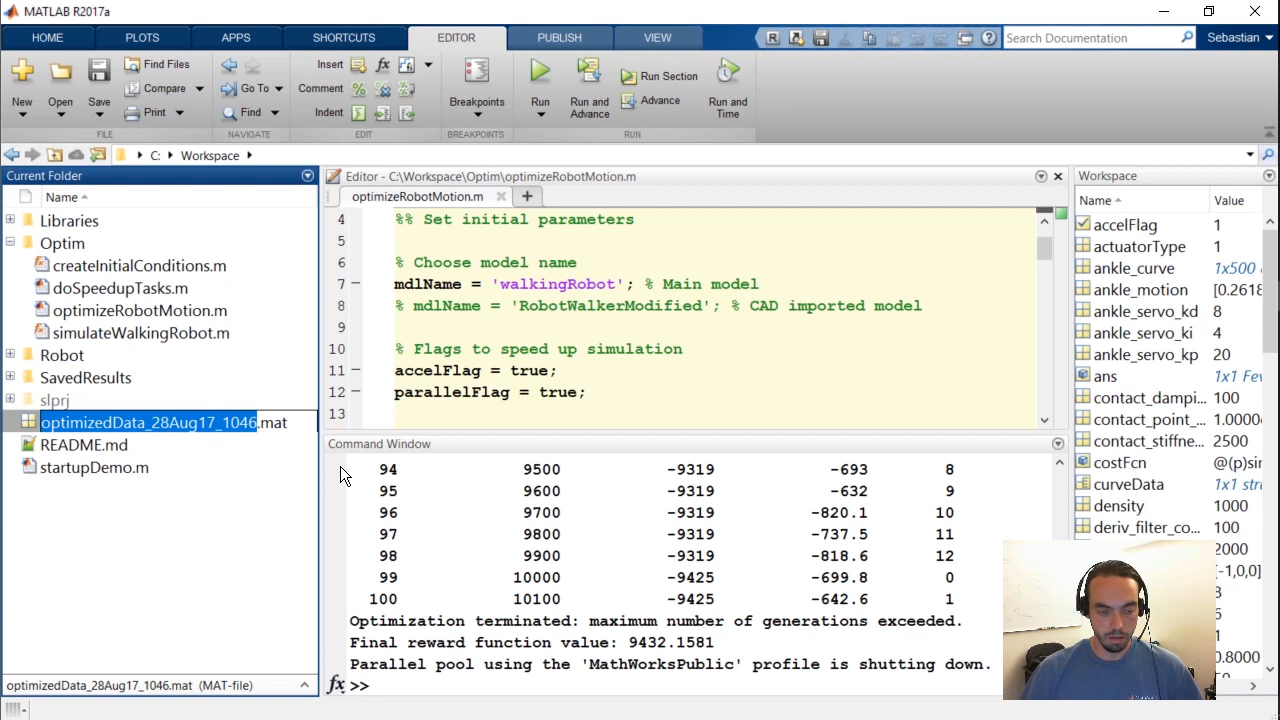 MATLAB R2017a
HOME PLOTS APPS SHORTCUTS EDITOR PUBLISH VIEW
Search Documentation
Sebastian
New
Open
Save
Find Files
Compare
Print
FILE
Go To
Find
NAVIGATE
Insert fx
Comment
Indent
EDIT
Breakpoints
BREAKPOINTS
Run
Run and Advance
Run Section
Advance
Run and Time
RUN
C: Workspace
Current Folder
Name
Libraries
Optim
createInitialConditions.m
doSpeedupTasks.m
optimizeRobotMotion.m
simulateWalkingRobot.m
Robot
SavedResults
slprj
optimizedData_28Aug17_1046.mat
README.md
startupDemo.m
optimizedData_28Aug17_1046.mat (MAT-file)
Editor - C:\Workspace\Optim\optimizeRobotMotion.m
optimizeRobotMotion.m
4 %% Set initial parameters
5
6 % Choose model name
7 mdlName = 'walkingRobot'; % Main model
8 % mdlName = 'RobotWalkerModified'; % CAD imported model
9
10 % Flags to speed up simulation
11 accelFlag = true;
12 parallelFlag = true;
13
Command Window
94 9500 -9319 -693 8
95 9600 -9319 -632 9
96 9700 -9319 -820.1 10
97 9800 -9319 -737.5 11
98 9900 -9319 -818.6 12
99 10000 -9425 -699.8 0
100 10100 -9425 -642.6 1
Optimization terminated: maximum number of generations exceeded.
Final reward function value: 9432.1581
Parallel pool using the 'MathWorksPublic' profile is shutting down.
fx >>
Workspace
Name Value
accelFlag 1
actuatorType 1
ankle_curve 1x500
ankle_motion [0.2618
ankle_servo_kd 8
ankle_servo_ki 4
ankle_servo_kp 20
ans 1x1 Fev
contact_dampi... 100
contact_point_... 1.0000
contact_stiffne... 2500
costFcn @(p)sin
curveData 1x1 stru
density 1000
deriv_filter_co... 100
2000
[-1,0,0]
0.8000